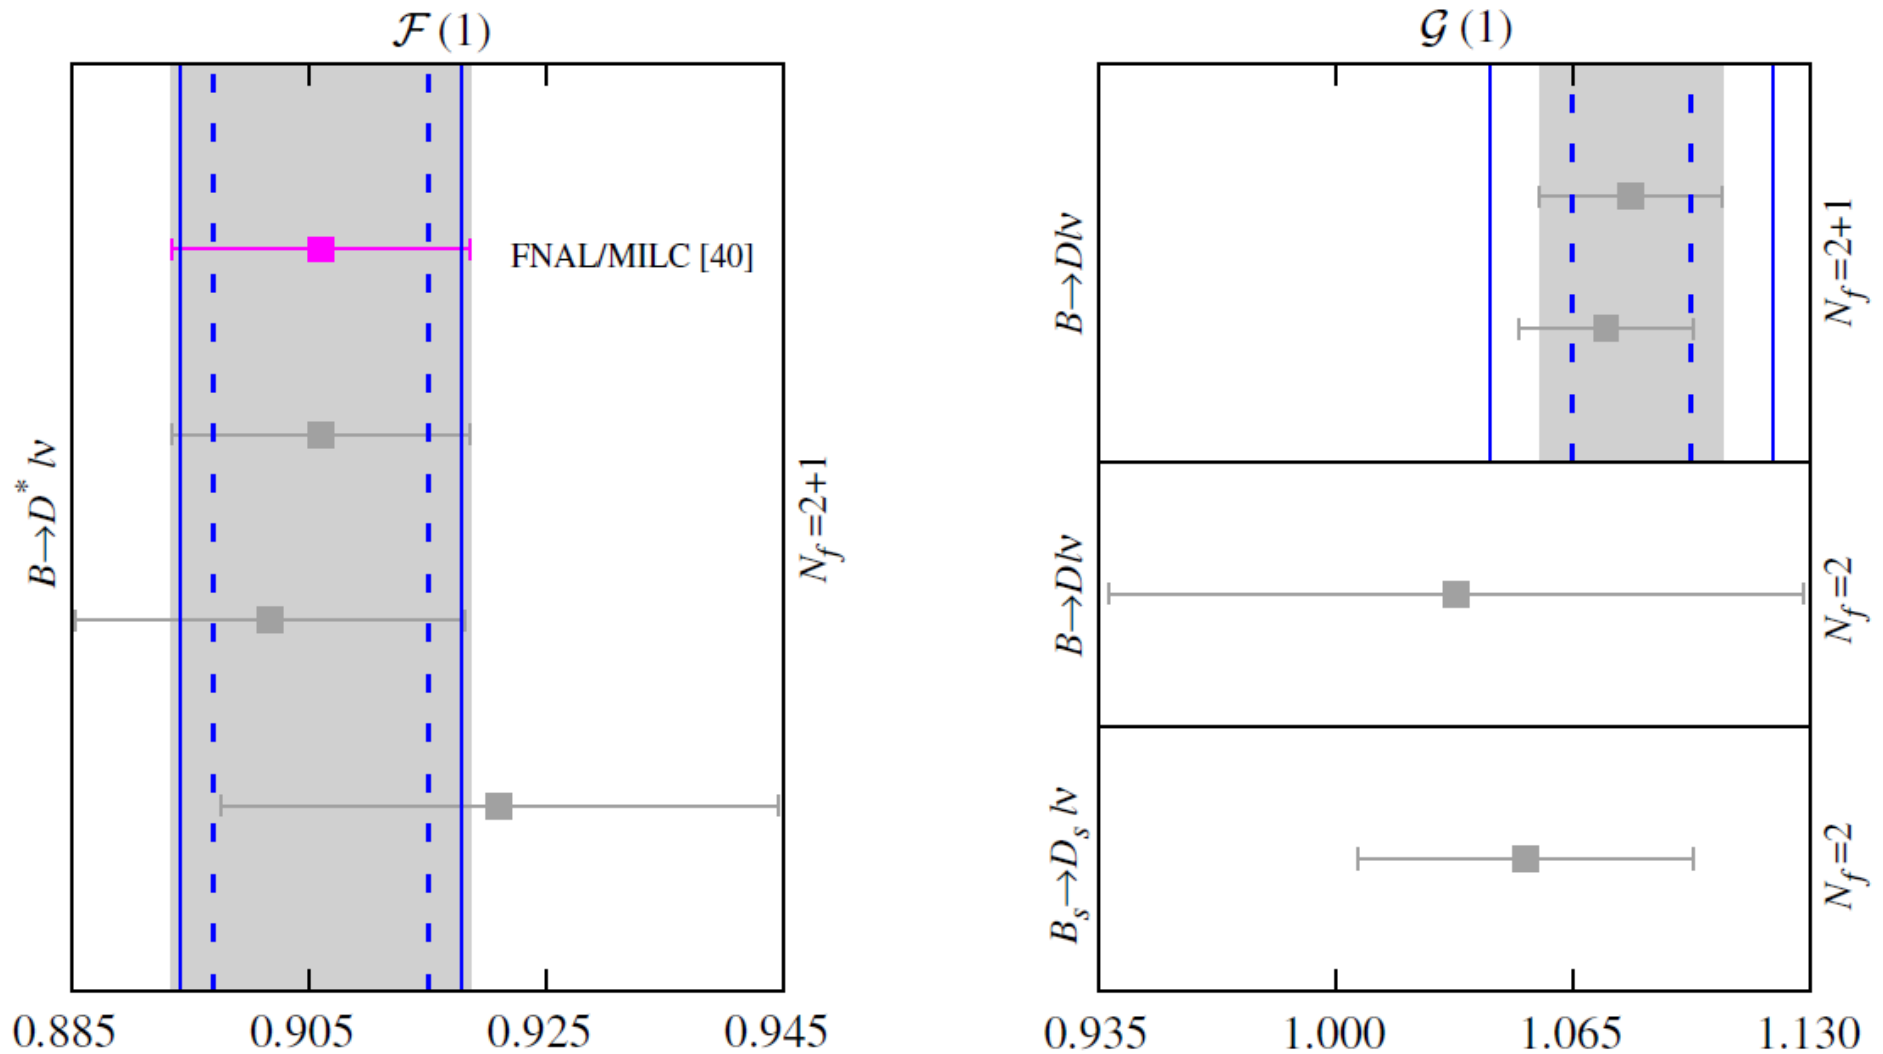 ℱ (1)
FNAL/MILC [40]
B→D* lν
N_f=2+1
0.885 0.905 0.925 0.945
𝒢 (1)
B→Dlν
N_f=2+1
B→Dlν
N_f=2
B_s→D_s lν
N_f=2
0.935 1.000 1.065 1.130